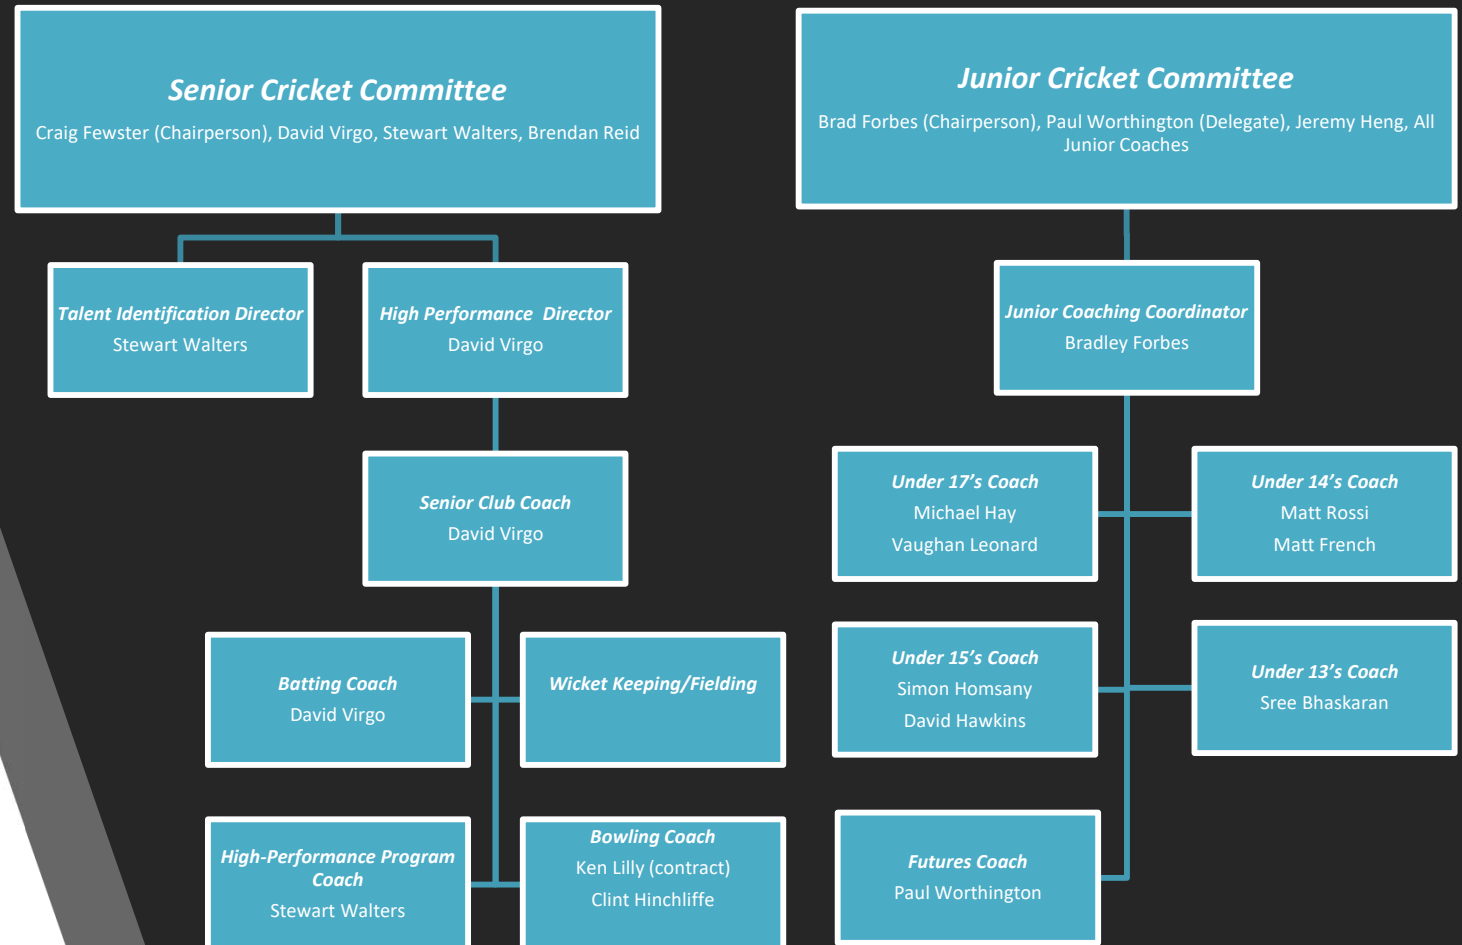 Senior Cricket Committee
Craig Fewster (Chairperson), David Virgo, Stewart Walters, Brendan Reid
Junior Cricket Committee
Brad Forbes (Chairperson), Paul Worthington (Delegate), Jeremy Heng, All
Junior Coaches
Talent Identification Director
Stewart Walters
High Performance  Director
David Virgo
Junior Coaching Coordinator
Bradley Forbes
Senior Club Coach
David Virgo
Under 17’s Coach
Michael Hay
Vaughan Leonard
Under 14’s Coach
Matt Rossi
Matt French
Batting Coach
David Virgo
Wicket Keeping/Fielding
Under 15’s Coach
Simon Homsany
David Hawkins
Under 13’s Coach
Sree Bhaskaran
High-Performance Program
Coach
Stewart Walters
Bowling Coach
Ken Lilly (contract)
Clint Hinchliffe
Futures Coach
Paul Worthington